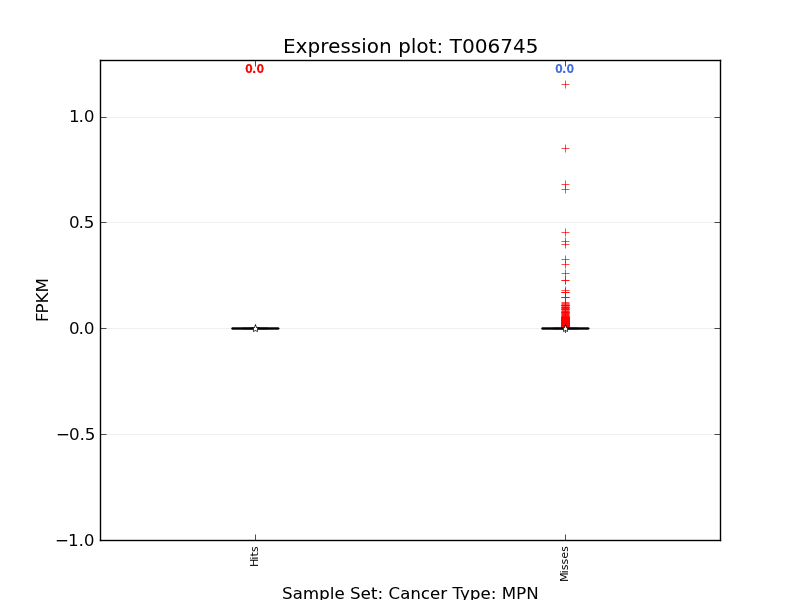 Expression plot: T006745
0.0 0.0
1.0
0.5
0.0
−0.5
−1.0
FPKM
Hits
Misses
Sample Set: Cancer Type: MPN